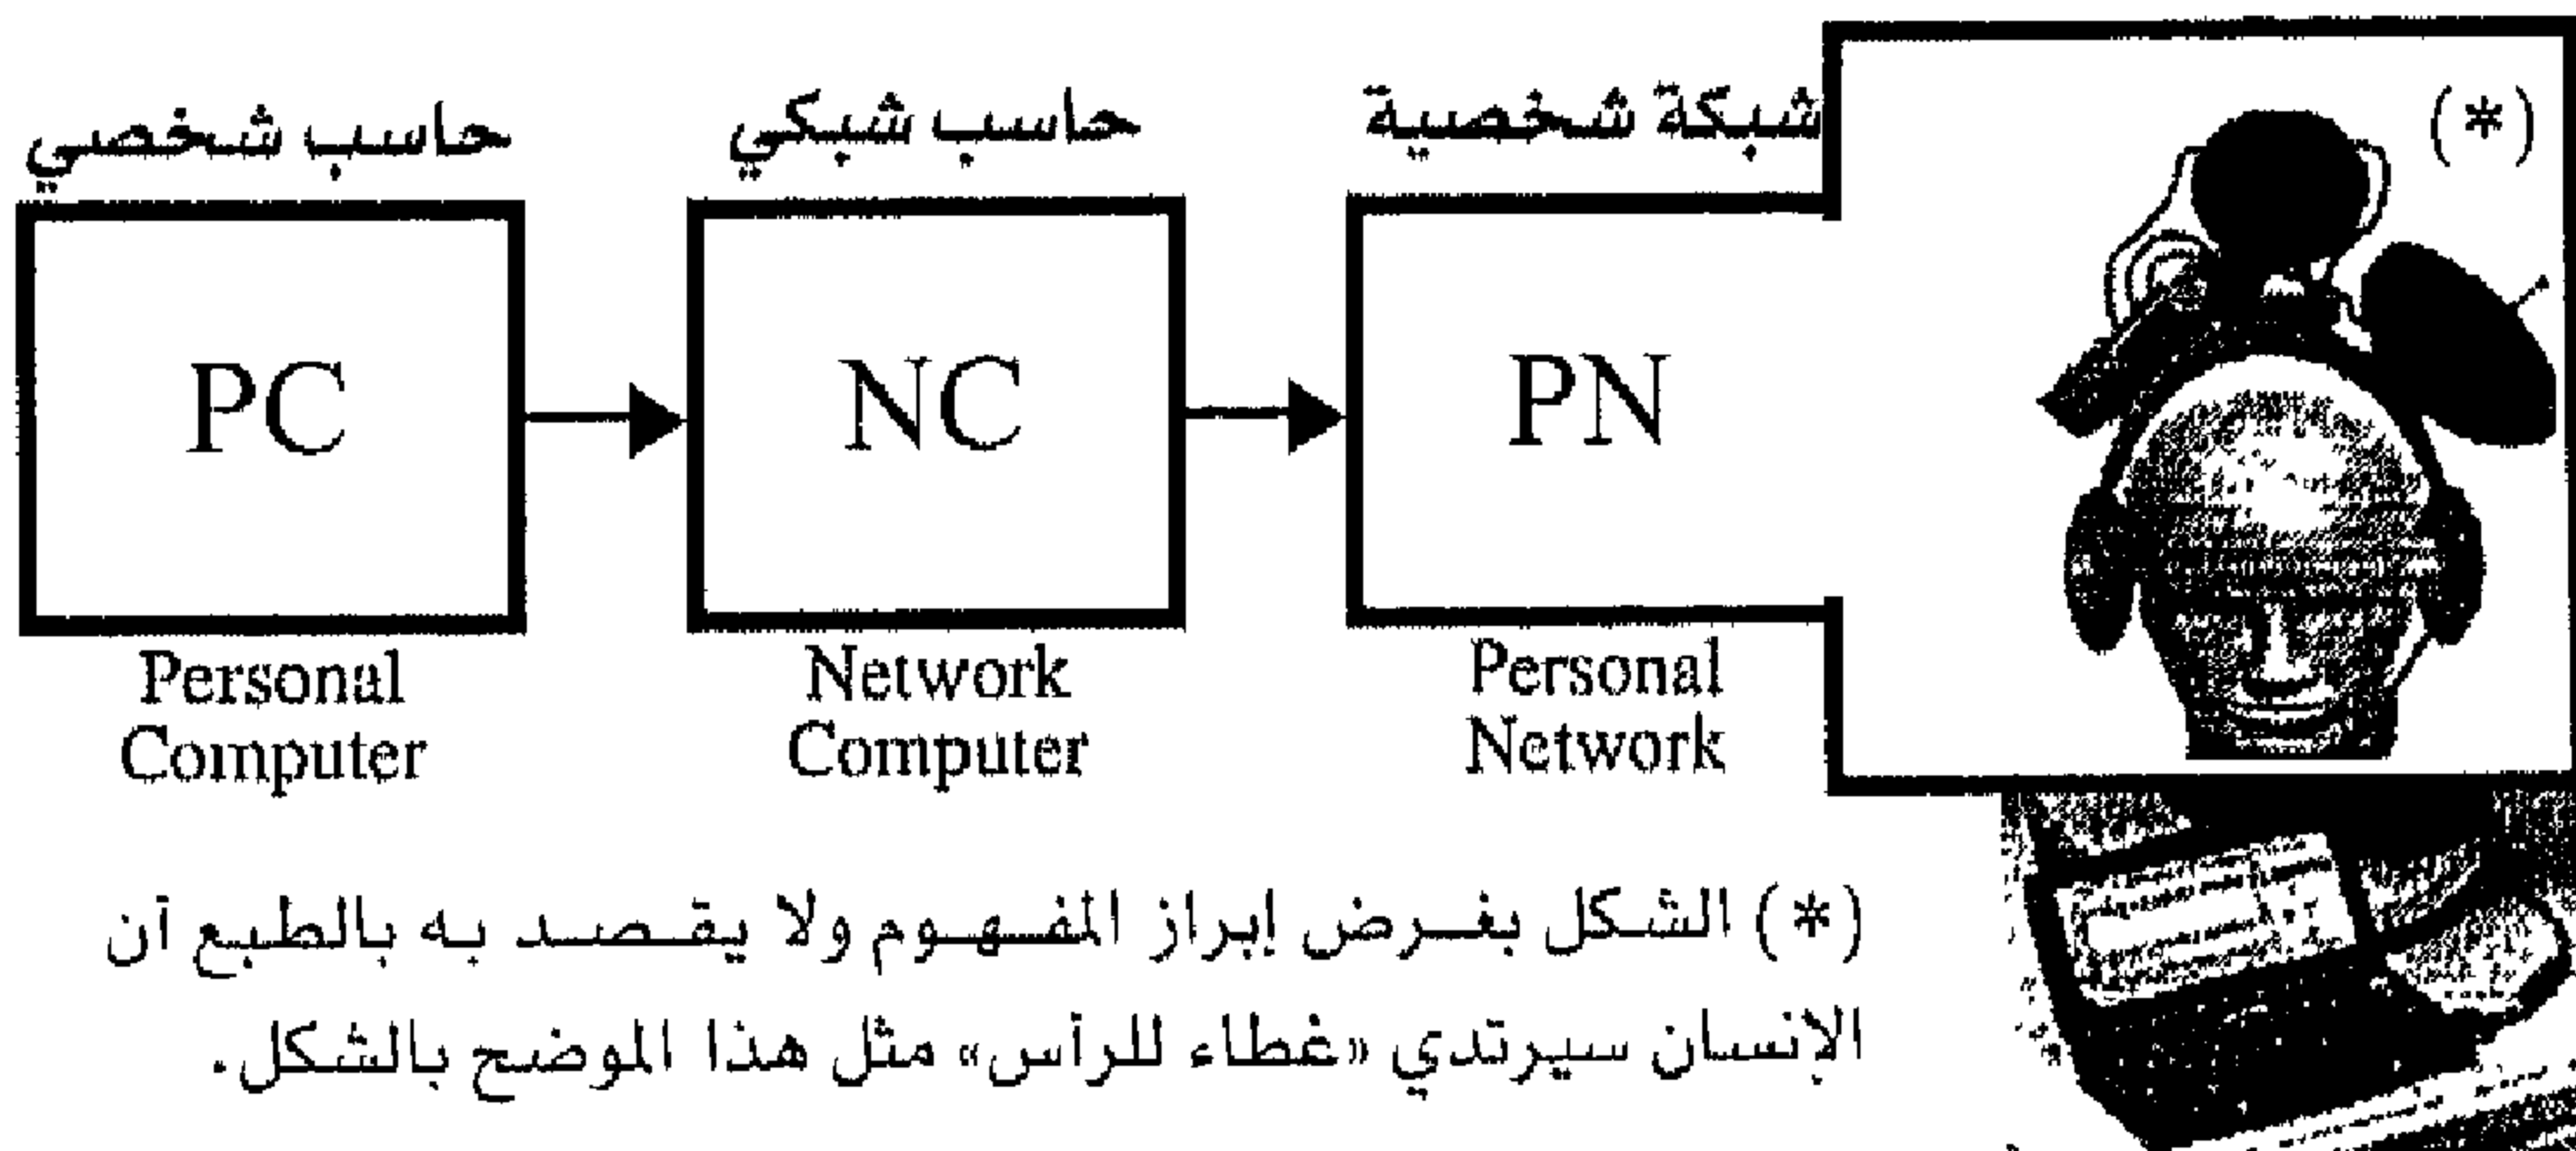 حاسب شخصي
PC
Personal
Computer
حاسب شبكي
NC
Network
Computer
شبكة شخصية
PN
Personal
Network
(*)
(*) الشكل بغرض إبراز المفهوم ولا يقصد به بالطبع أن
الإنسان سيرتدي «غطاء للرأس» مثل هذا الموضح بالشكل.